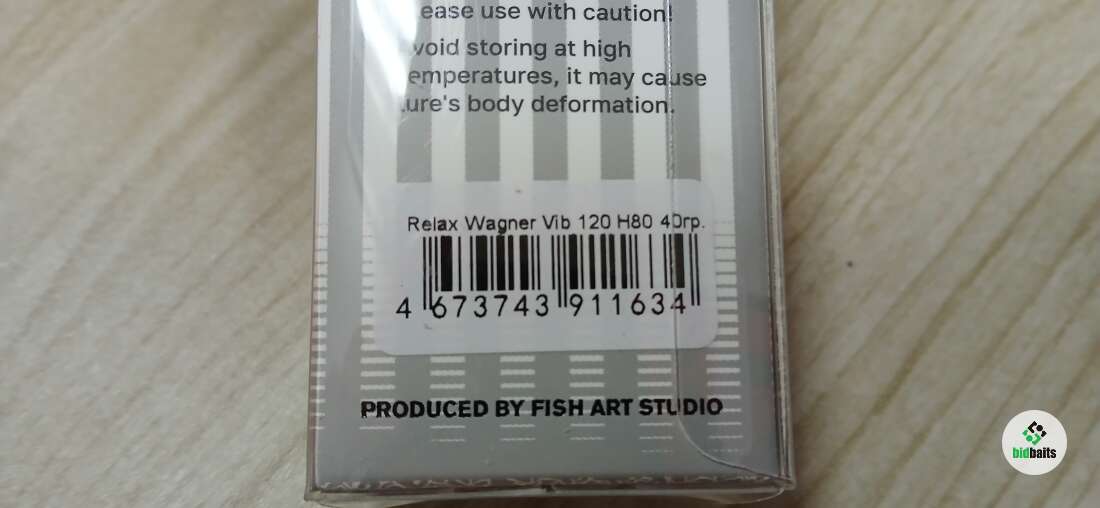 ease use with caution!
void storing at high
emperatures, it may cause
lure's body deformation.
Relax Wagner Vib 120 H80 40гр.
4 673743 911634
PRODUCED BY FISH ART STUDIO
bidbaits